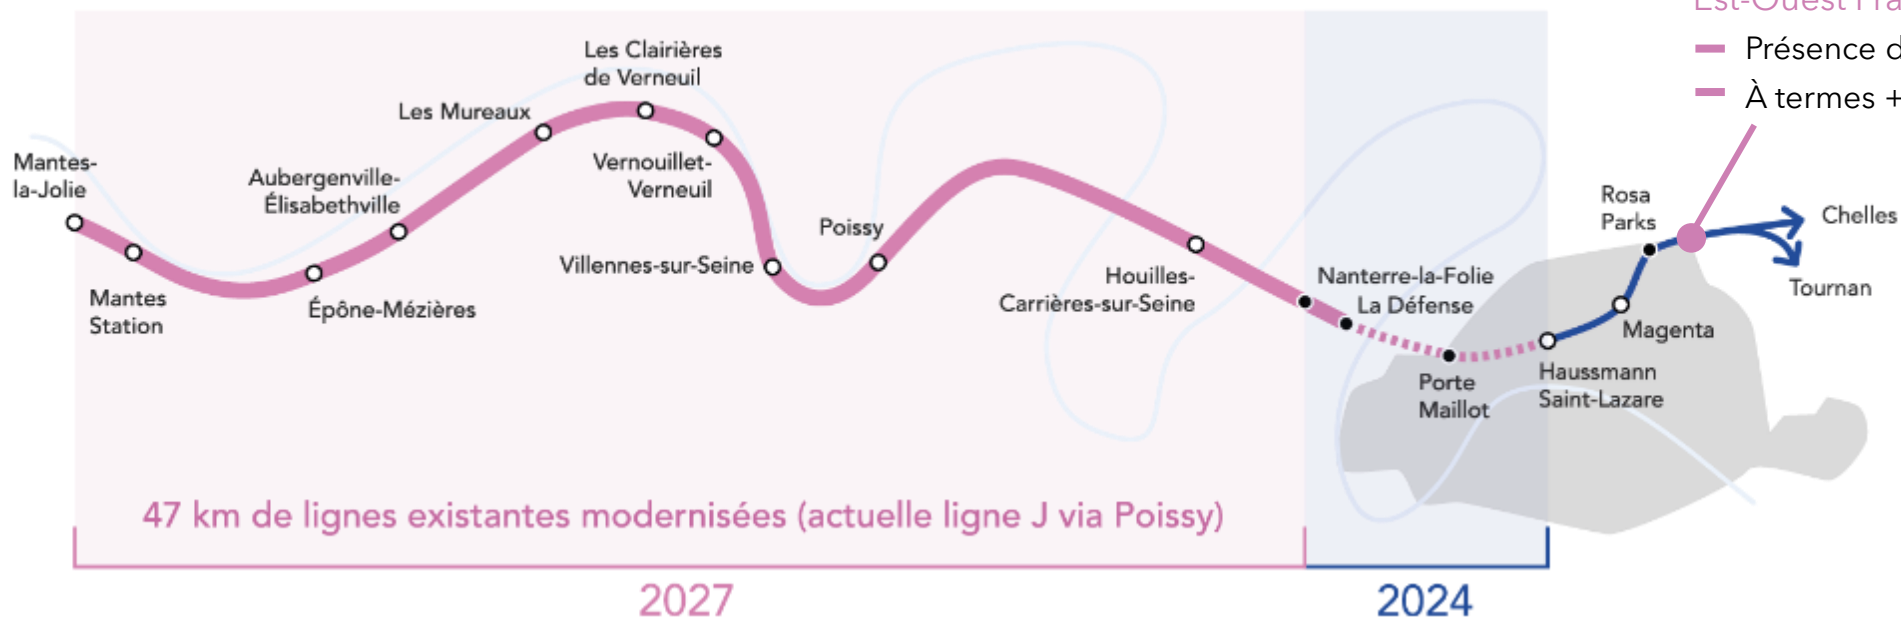 Est-Ouest
Présence
À termes +
Les Clairières
de Verneuil
Les Mureaux
Mantes-
la-Jolie
Aubergenville-
Élisabethville
Vernouillet-
Verneuil
Poissy
Villennes-sur-Seine
Mantes
Station
Épône-Mézières
Houilles-
Carrières-sur-Seine
Nanterre-la-Folie
La Défense
Porte
Maillot
Haussmann
Saint-Lazare
Magenta
Rosa
Parks
Chelles
Tournan
47 km de lignes existantes modernisées (actuelle ligne J via Poissy)
2027
2024